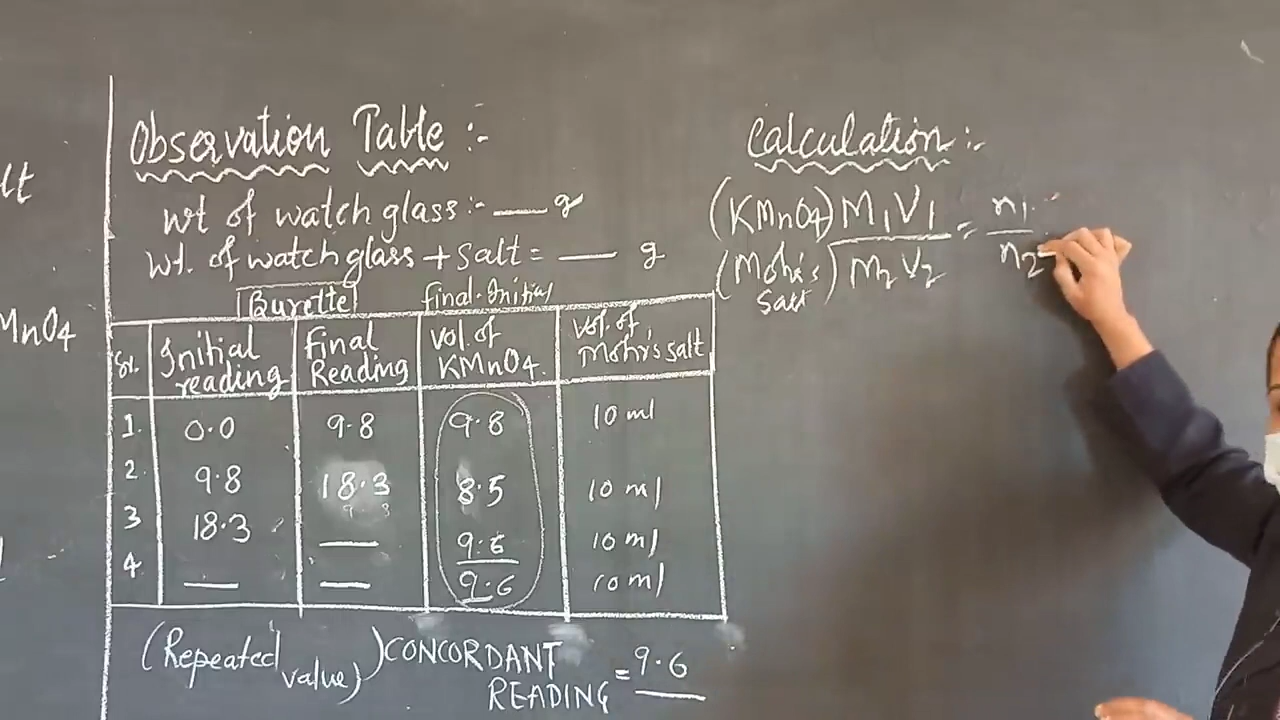 lt
MnO4
Observation Table :-
wt of watch glass :- ___ g
wt. of watch glass + salt = ___ g
Burette final-Initial
Sr. Initial reading Final Reading Vol. of KMnO4. Vol. of Mohr's salt
1. 0.0 9.8 9.8 10 ml
2. 9.8 18.3 8.5 10 ml
3 18.3 ___ 9.6 10 ml
4. ___ ___ 9.6 10 ml
(Repeated value) CONCORDANT READING = 9.6
Calculation :-
(KMnO4) M1V1 = n1
(Mohr's Salt) M2V2 n2